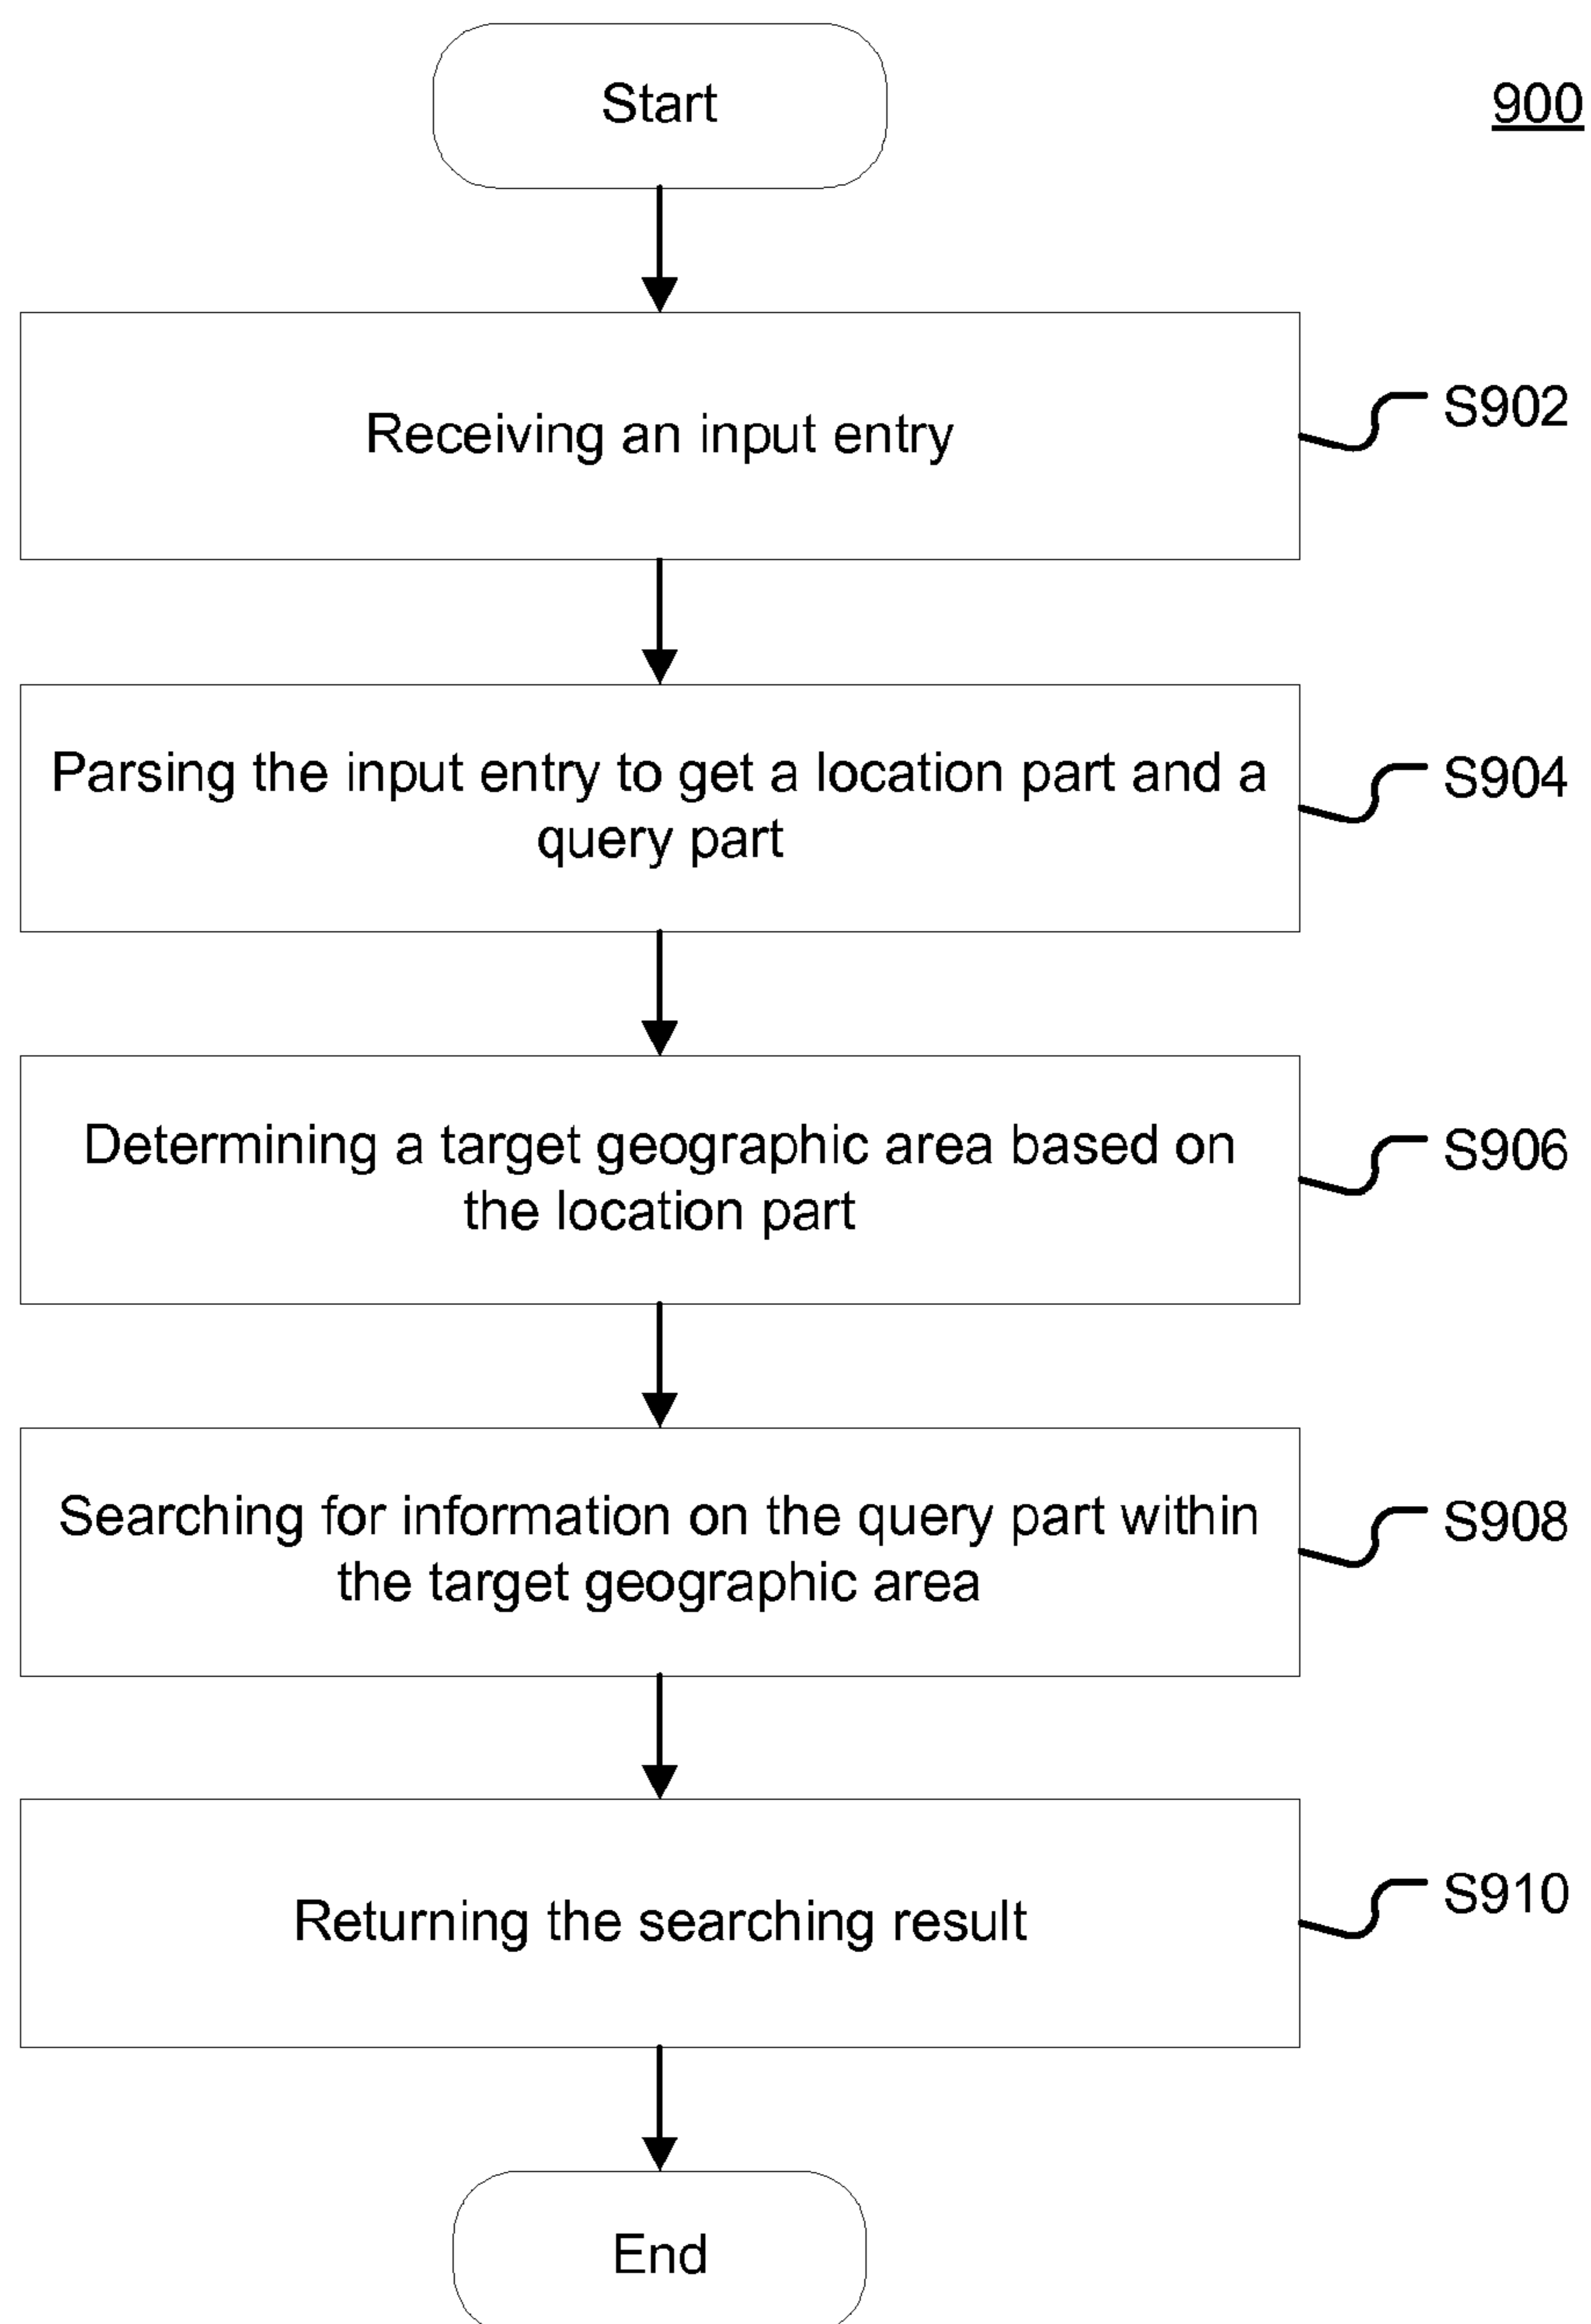 Start
900
Receiving an input entry
S902
Parsing the input entry to get a location part and a
query part
S904
Determining a target geographic area based on
the location part
S906
Searching for information on the query part within
the target geographic area
S908
Returning the searching result
S910
End